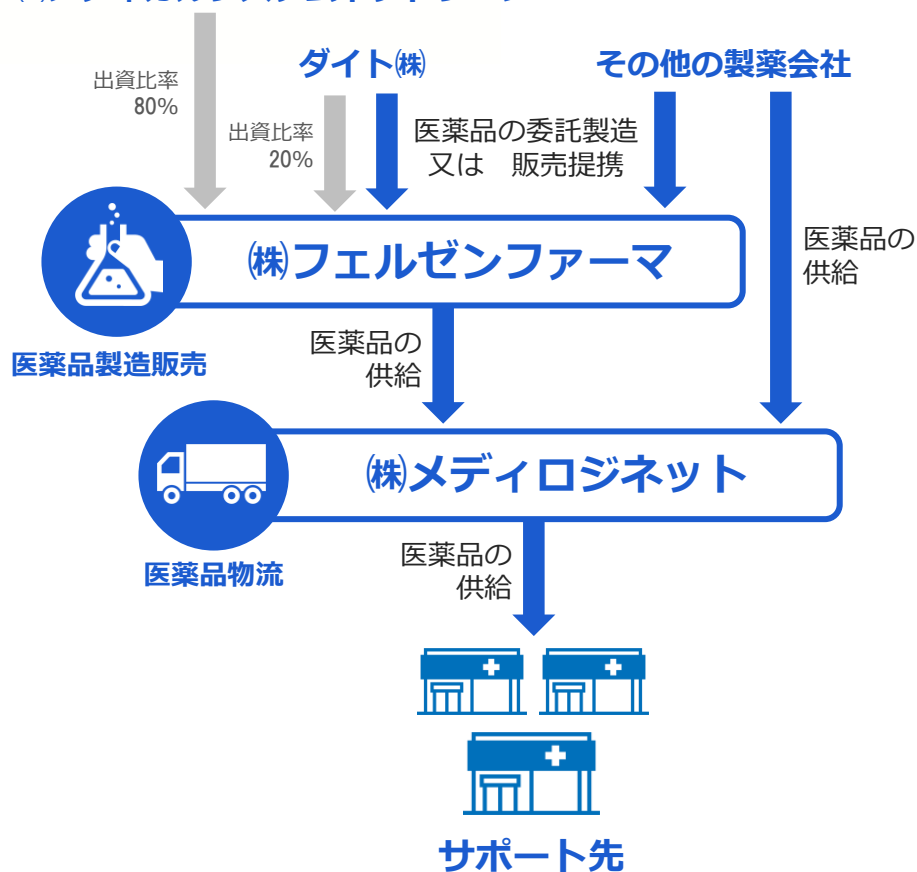 ダイト㈱
その他の製薬会社
出資比率
80%
出資比率
20%
医薬品の委託製造
又は　販売提携
㈱フェルゼンファーマ
医薬品の
供給
医薬品製造販売
医薬品の
供給
㈱メディロジネット
医薬品物流
医薬品の
供給
サポート先